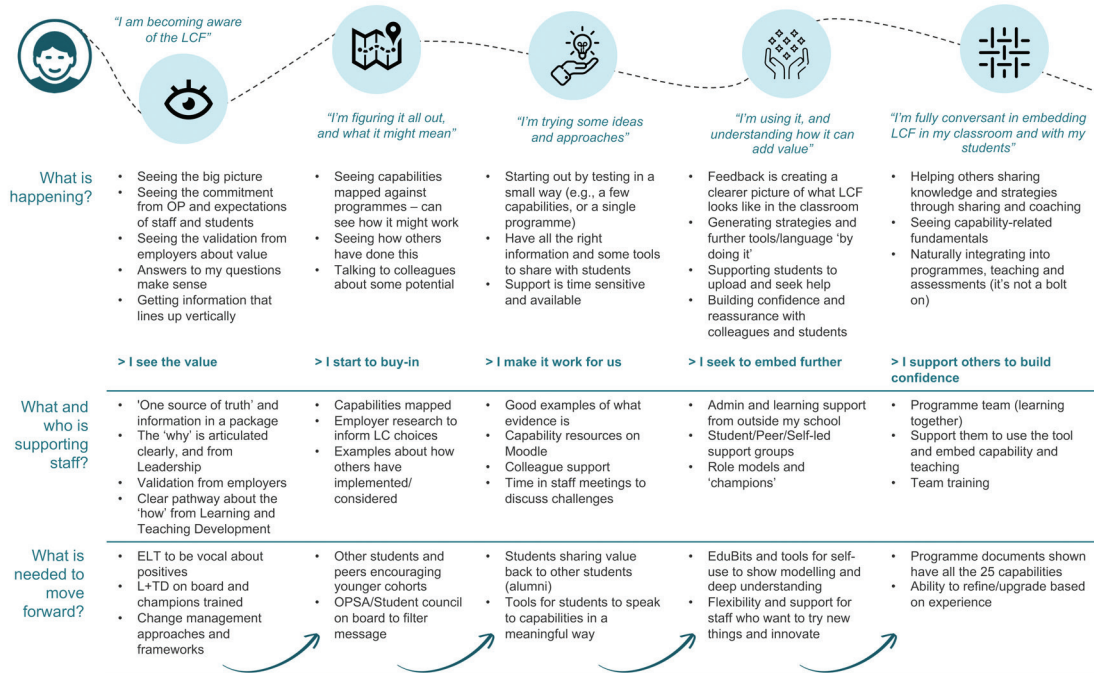 “I am becoming aware
of the LCF”
“I’m figuring it all out,
and what it might mean”
“I’m trying some ideas
and approaches”
“I’m using it, and
understanding how it can
add value”
“I’m fully conversant in embedding
LCF in my classroom and with my
students”
What is
happening?
• Seeing the big picture
• Seeing the commitment
from OP and expectations
of staff and students
• Seeing the validation from
employers about value
• Answers to my questions
make sense
• Getting information that
lines up vertically
• Seeing capabilities
mapped against
programmes – can
see how it might work
• Seeing how others
have done this
• Talking to colleagues
about some potential
• Starting out by testing in a
small way (e.g., a few
capabilities, or a single
programme)
• Have all the right
information and some tools
to share with students
• Support is time sensitive
and available
• Feedback is creating a
clearer picture of what LCF
looks like in the classroom
• Generating strategies and
further tools/language ‘by
doing it’
• Supporting students to
upload and seek help
• Building confidence and
reassurance with
colleagues and students
• Helping others sharing
knowledge and strategies
through sharing and coaching
• Seeing capability-related
fundamentals
• Naturally integrating into
programmes, teaching and
assessments (it’s not a bolt
on)
> I see the value
> I start to buy-in
> I make it work for us
> I seek to embed further
> I support others to build
confidence
What and
who is
supporting
staff?
• 'One source of truth’ and
information in a package
• The ‘why’ is articulated
clearly, and from
Leadership
• Validation from employers
• Clear pathway about the
‘how’ from Learning and
Teaching Development
• Capabilities mapped
• Employer research to
inform LC choices
• Examples about how
others have
implemented/
considered
• Good examples of what
evidence is
• Capability resources on
Moodle
• Colleague support
• Time in staff meetings to
discuss challenges
• Admin and learning support
from outside my school
• Student/Peer/Self-led
support groups
• Role models and
‘champions’
• Programme team (learning
together)
• Support them to use the tool
and embed capability and
teaching
• Team training
What is
needed to
move
forward?
• ELT to be vocal about
positives
• L+TD on board and
champions trained
• Change management
approaches and
frameworks
• Other students and
peers encouraging
younger cohorts
• OPSA/Student council
on board to filter
message
• Students sharing value
back to other students
(alumni)
• Tools for students to speak
to capabilities in a
meaningful way
• EduBits and tools for self-
use to show modelling and
deep understanding
• Flexibility and support for
staff who want to try new
things and innovate
• Programme documents shown
have all the 25 capabilities
• Ability to refine/upgrade based
on experience